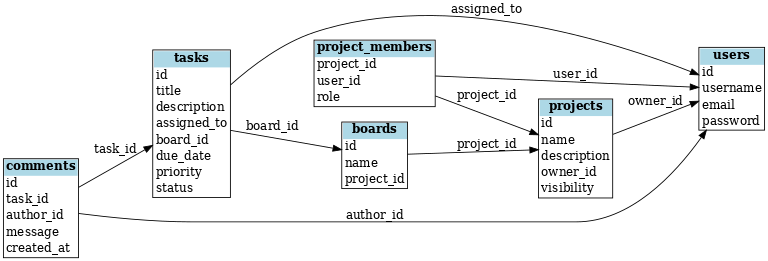 comments
id
task_id
author_id
message
created_at
task_id
tasks
id
title
description
assigned_to
board_id
due_date
priority
status
assigned_to
board_id
author_id
project_members
project_id
user_id
role
boards
id
name
project_id
user_id
project_id
project_id
projects
id
name
description
owner_id
visibility
owner_id
users
id
username
email
password